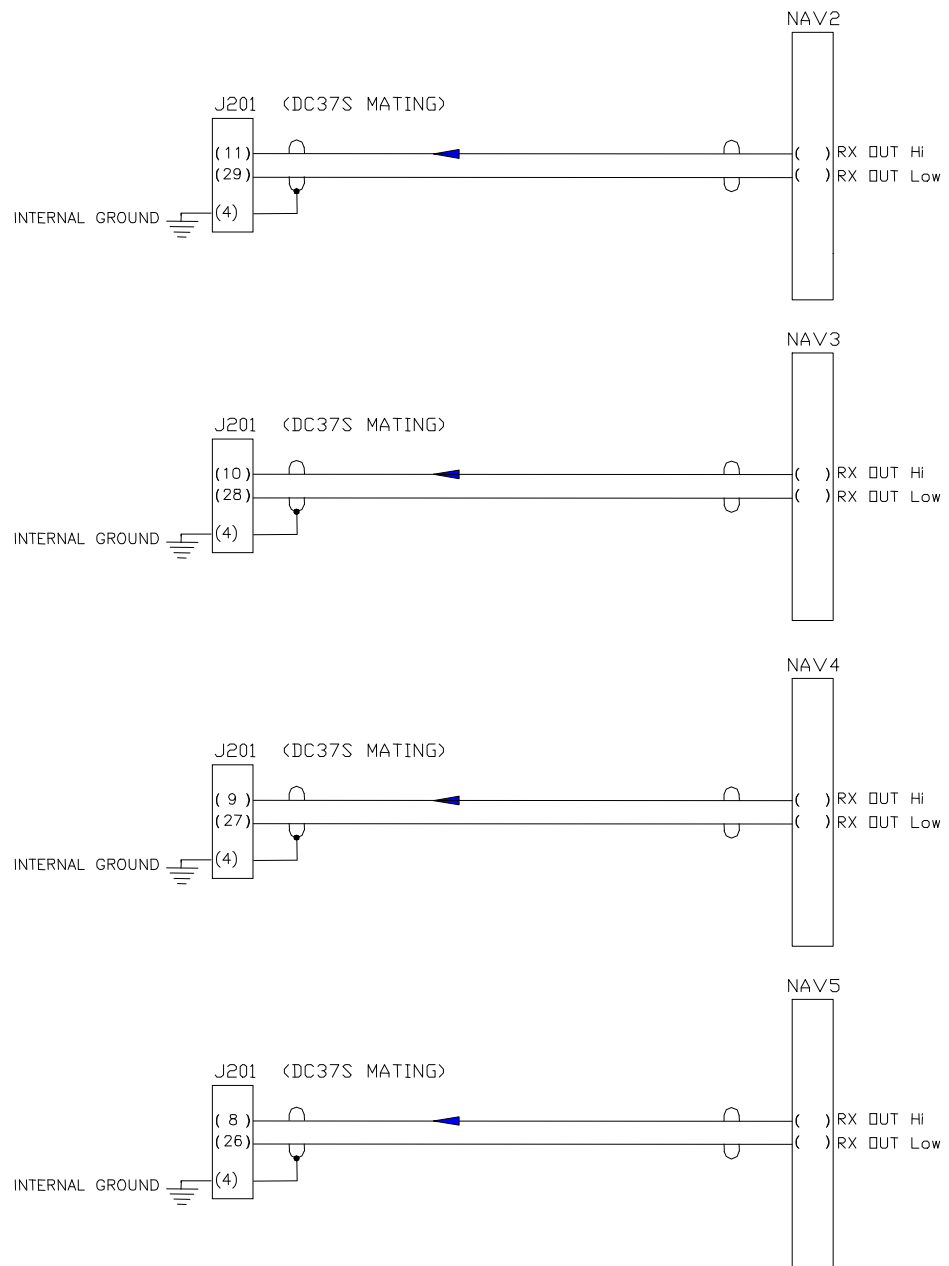 NAV2
J201 (DC37S MATING)
(11) ( ) RX OUT Hi
(29) ( ) RX OUT Low
INTERNAL GROUND (4)
NAV3
J201 (DC37S MATING)
(10) ( ) RX OUT Hi
(28) ( ) RX OUT Low
INTERNAL GROUND (4)
NAV4
J201 (DC37S MATING)
( 9 ) ( ) RX OUT Hi
(27) ( ) RX OUT Low
INTERNAL GROUND (4)
NAV5
J201 (DC37S MATING)
( 8 ) ( ) RX OUT Hi
(26) ( ) RX OUT Low
INTERNAL GROUND (4)